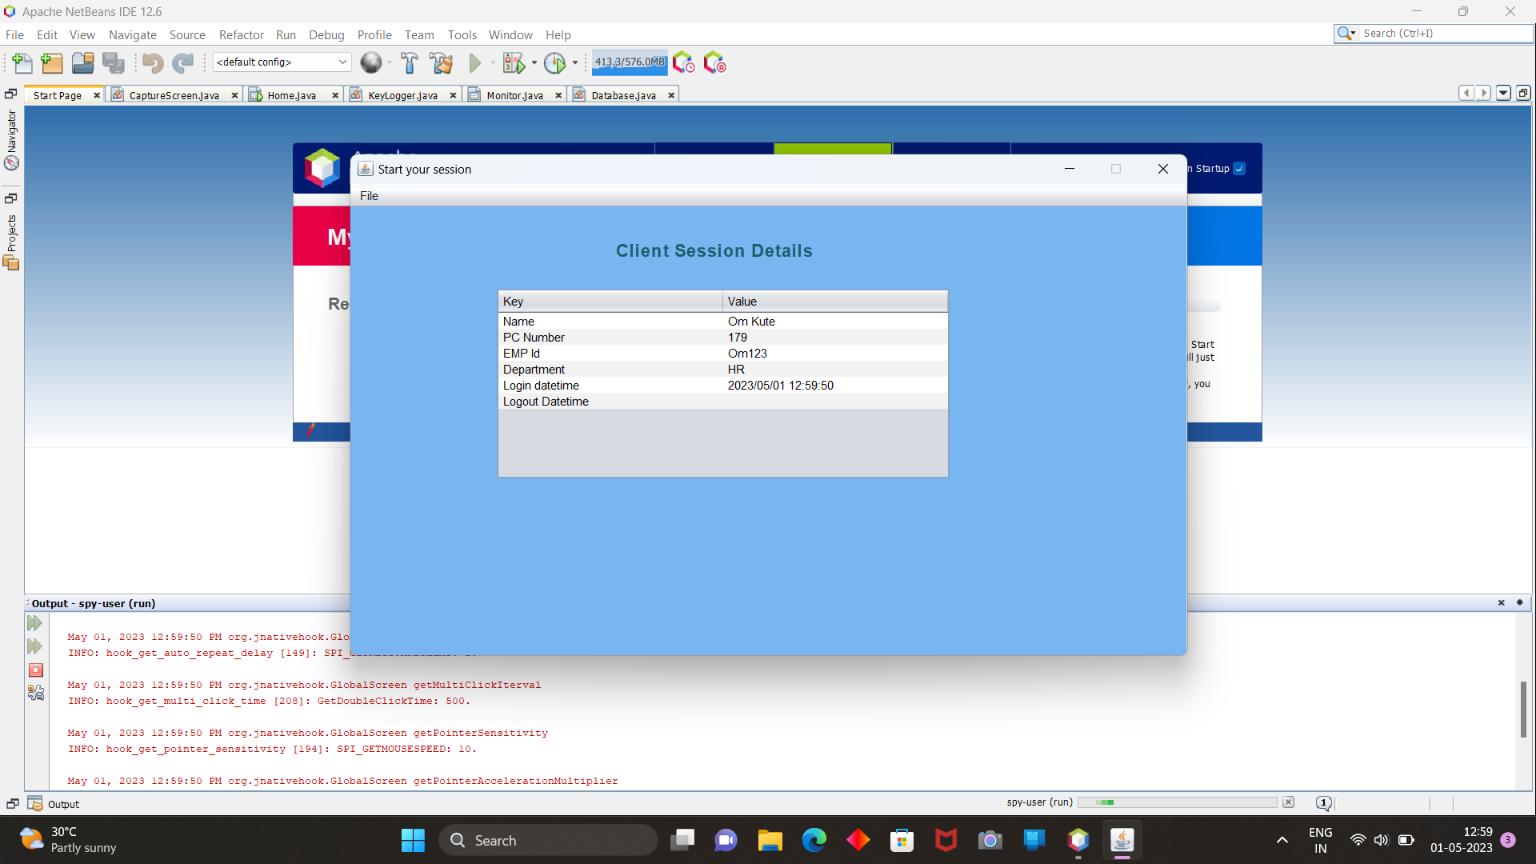 Apache NetBeans IDE 12.6
File Edit View Navigate Source Refactor Run Debug Profile Team Tools Window Help
Search (Ctrl+I)
<default config>
413.3/576.0MB
Start Page
CaptureScreen.java
Home.java
KeyLogger.java
Monitor.java
Database.java
Navigator
Projects
Start your session
n Startup
File
My
Client Session Details
Re
Key Value
Name Om Kute
PC Number 179
EMP Id Om123
Department HR
Login datetime 2023/05/01 12:59:50
Logout Datetime
Start
ll just
, you
Output - spy-user (run)
May 01, 2023 12:59:50 PM org.jnativehook.Glo
INFO: hook_get_auto_repeat_delay [149]: SPI_
May 01, 2023 12:59:50 PM org.jnativehook.GlobalScreen getMultiClickIterval
INFO: hook_get_multi_click_time [208]: GetDoubleClickTime: 500.
May 01, 2023 12:59:50 PM org.jnativehook.GlobalScreen getPointerSensitivity
INFO: hook_get_pointer_sensitivity [194]: SPI_GETMOUSESPEED: 10.
May 01, 2023 12:59:50 PM org.jnativehook.GlobalScreen getPointerAccelerationMultiplier
Output
spy-user (run)
1
30°C
Partly sunny
Search
ENG
IN
12:59
01-05-2023
3